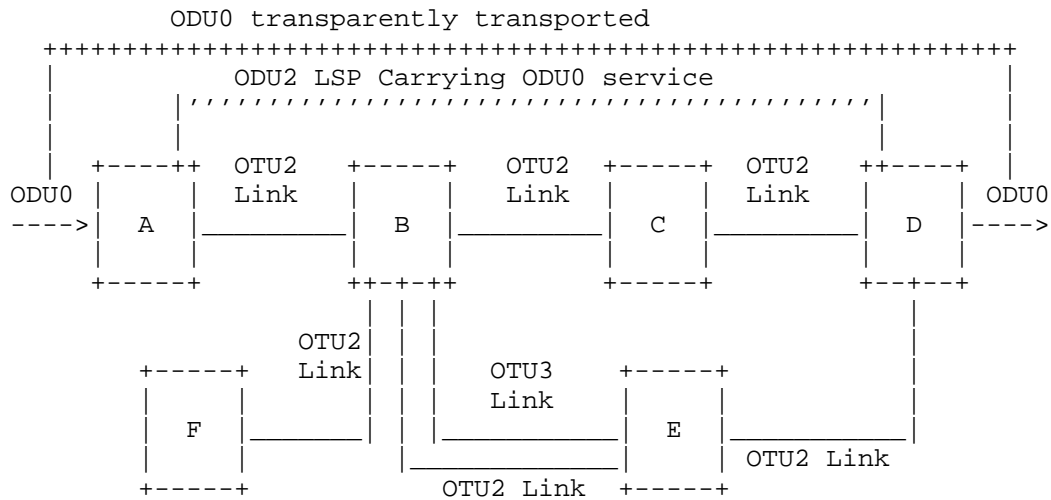 ODU0 transparently transported
ODU2 LSP Carrying ODU0 service
OTU2 OTU2 OTU2
ODU0 Link Link Link ODU0
A B C D
OTU2
Link OTU3
Link
F E
OTU2 Link
OTU2 Link